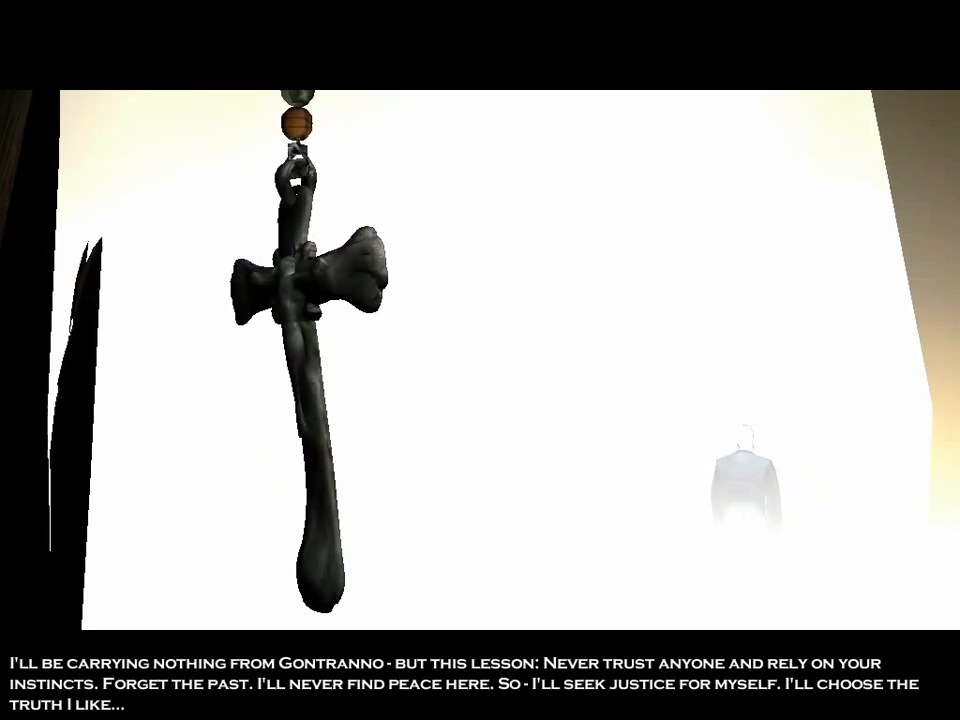 I'll be carrying nothing from Gontranno - but this lesson: Never trust anyone and rely on your
instincts. Forget the past. I'll never find peace here. So - I'll seek justice for myself. I'll choose the
truth I like...